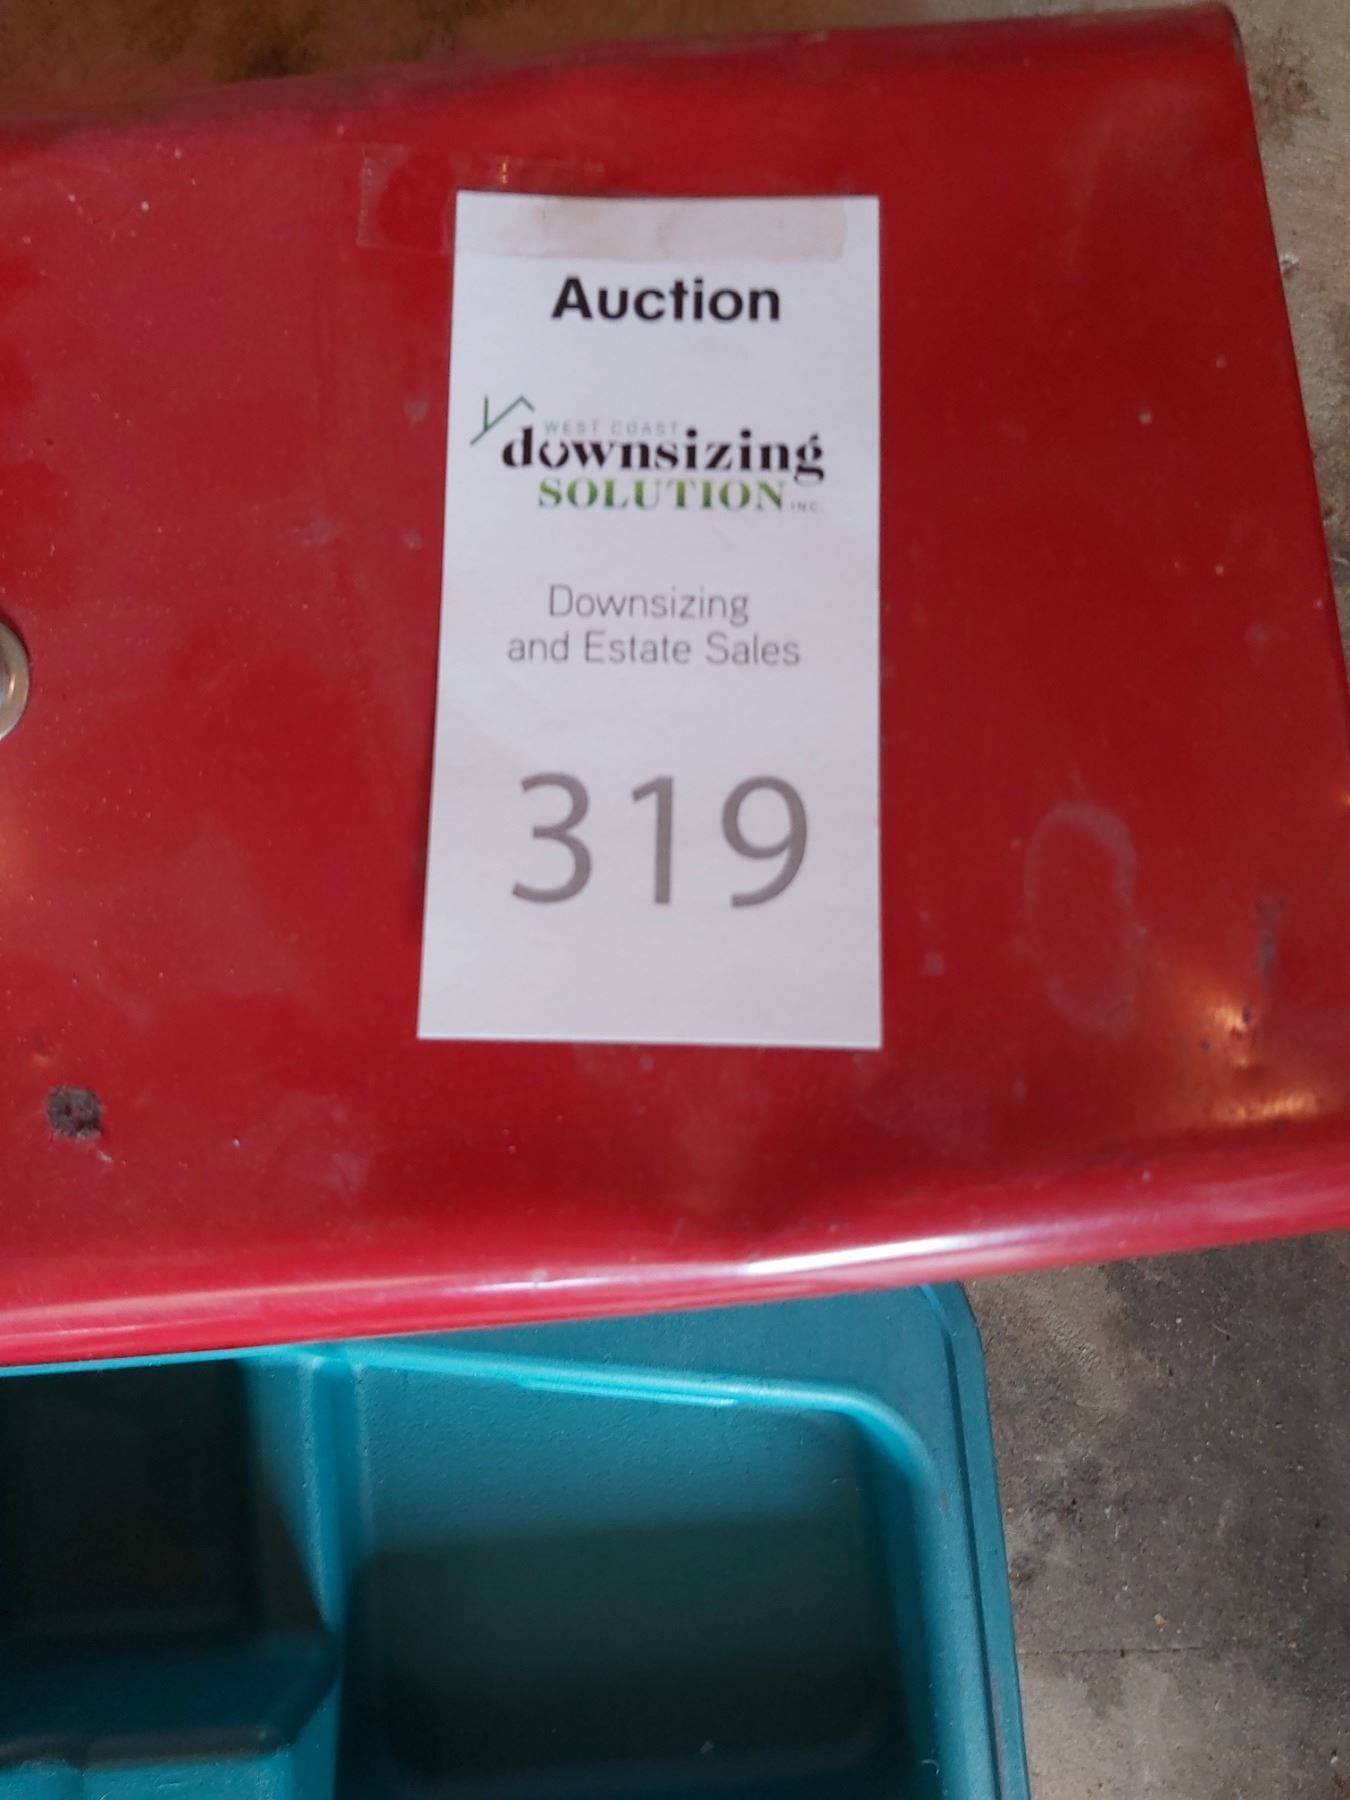 Auction
WEST COAST
downsizing
SOLUTION INC.
Downsizing
and Estate Sales
319